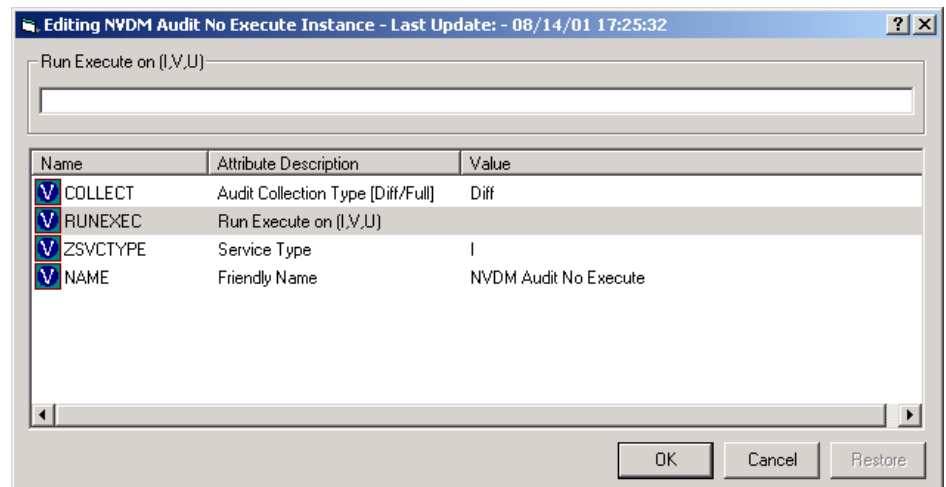 Editing NVDM Audit No Execute Instance - Last Update: - 08/14/01 17:25:32
Run Execute on (I,V,U)
Name Attribute Description Value
V COLLECT Audit Collection Type [Diff/Full] Diff
V RUNEXEC Run Execute on (I,V,U)
V ZSVCTYPE Service Type I
V NAME Friendly Name NVDM Audit No Execute
OK Cancel Restore